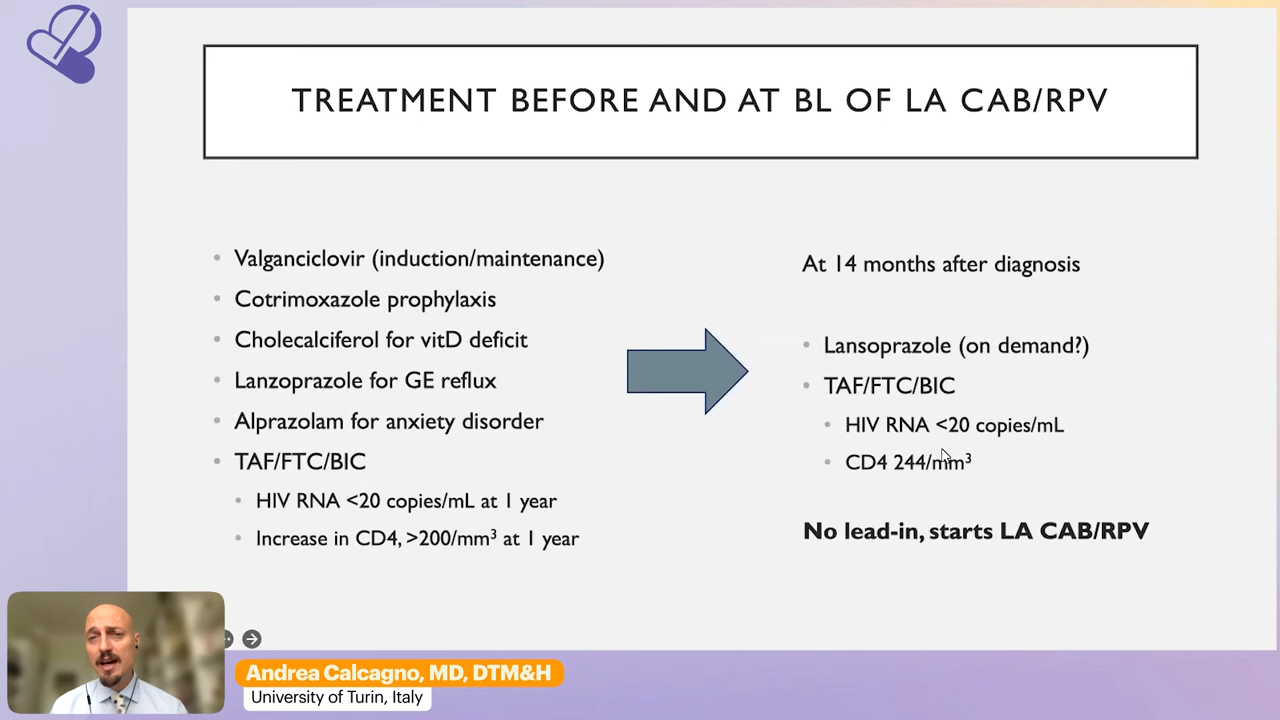 TREATMENT BEFORE AND AT BL OF LA CAB/RPV
Valganciclovir (induction/maintenance)
Cotrimoxazole prophylaxis
Cholecalciferol for vitD deficit
Lanzoprazole for GE reflux
Alprazolam for anxiety disorder
TAF/FTC/BIC
HIV RNA <20 copies/mL at 1 year
Increase in CD4, >200/mm³ at 1 year
At 14 months after diagnosis
Lansoprazole (on demand?)
TAF/FTC/BIC
HIV RNA <20 copies/mL
CD4 244/mm³
No lead-in, starts LA CAB/RPV
Andrea Calcagno, MD, DTM&H
University of Turin, Italy